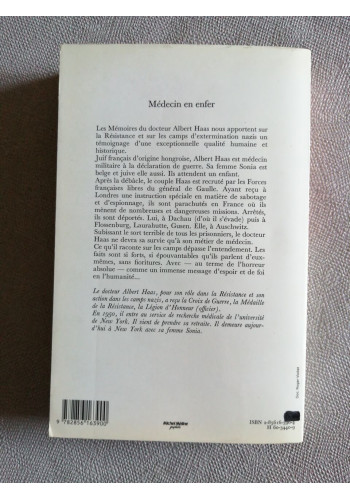 Médecin en enfer
Les Mémoires du docteur Albert Haas nous apportent sur
la Résistance et sur les camps d'extermination nazis un
témoignage d'une exceptionnelle qualité humaine et
historique.
Juif français d'origine hongroise, Albert Haas est médecin
militaire à la déclaration de guerre. Sa femme Sonia est
belge et juive elle aussi. Ils attendent un enfant.
Après la débâcle, le couple Haas est recruté par les Forces
françaises libres du général de Gaulle. Ayant reçu à
Londres une instruction spéciale en matière de sabotage
et d'espionnage, ils sont parachutés en France où ils
mènent de nombreuses et dangereuses missions. Arrêtés,
ils sont déportés. Lui, à Dachau (d'où il s'évade) puis à
Flossenburg, Gusen. Elle, à Auschwitz.
Subissant le sort terrible de tous les prisonniers, le docteur
Haas ne devra sa survie qu'à son métier de médecin.
Ce qu'il raconte sur les camps dépasse l'entendement. Les
faits sont si forts, si épouvantables qu'ils parlent d'eux-
mêmes, sans fioritures. Avec — au terme de l'horreur
absolue — comme un immense message d'espoir et de foi
en l'humanité...
Le docteur Albert Haas, pour son rôle dans la Résistance et son
action dans les camps nazis, a reçu la Croix de Guerre, la Médaille
de la Résistance, la Légion d'Honneur (officier).
En 1950, il entre au service de recherche médicale de l'université
de New York. Il vient de prendre sa retraite. Il demeure aujour-
d'hui à New York avec sa femme Sonia.
9 782856 163900
ISBN